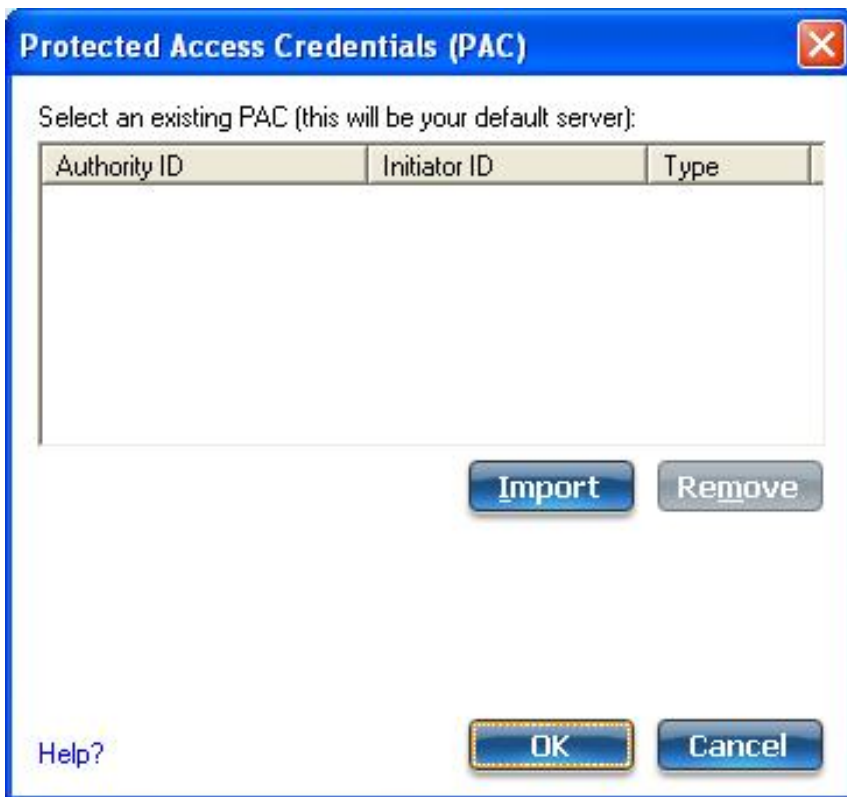 Protected Access Credentials (PAC)
Select an existing PAC (this will be your default server):
Authority ID Initiator ID Type
Import Remove
Help? OK Cancel